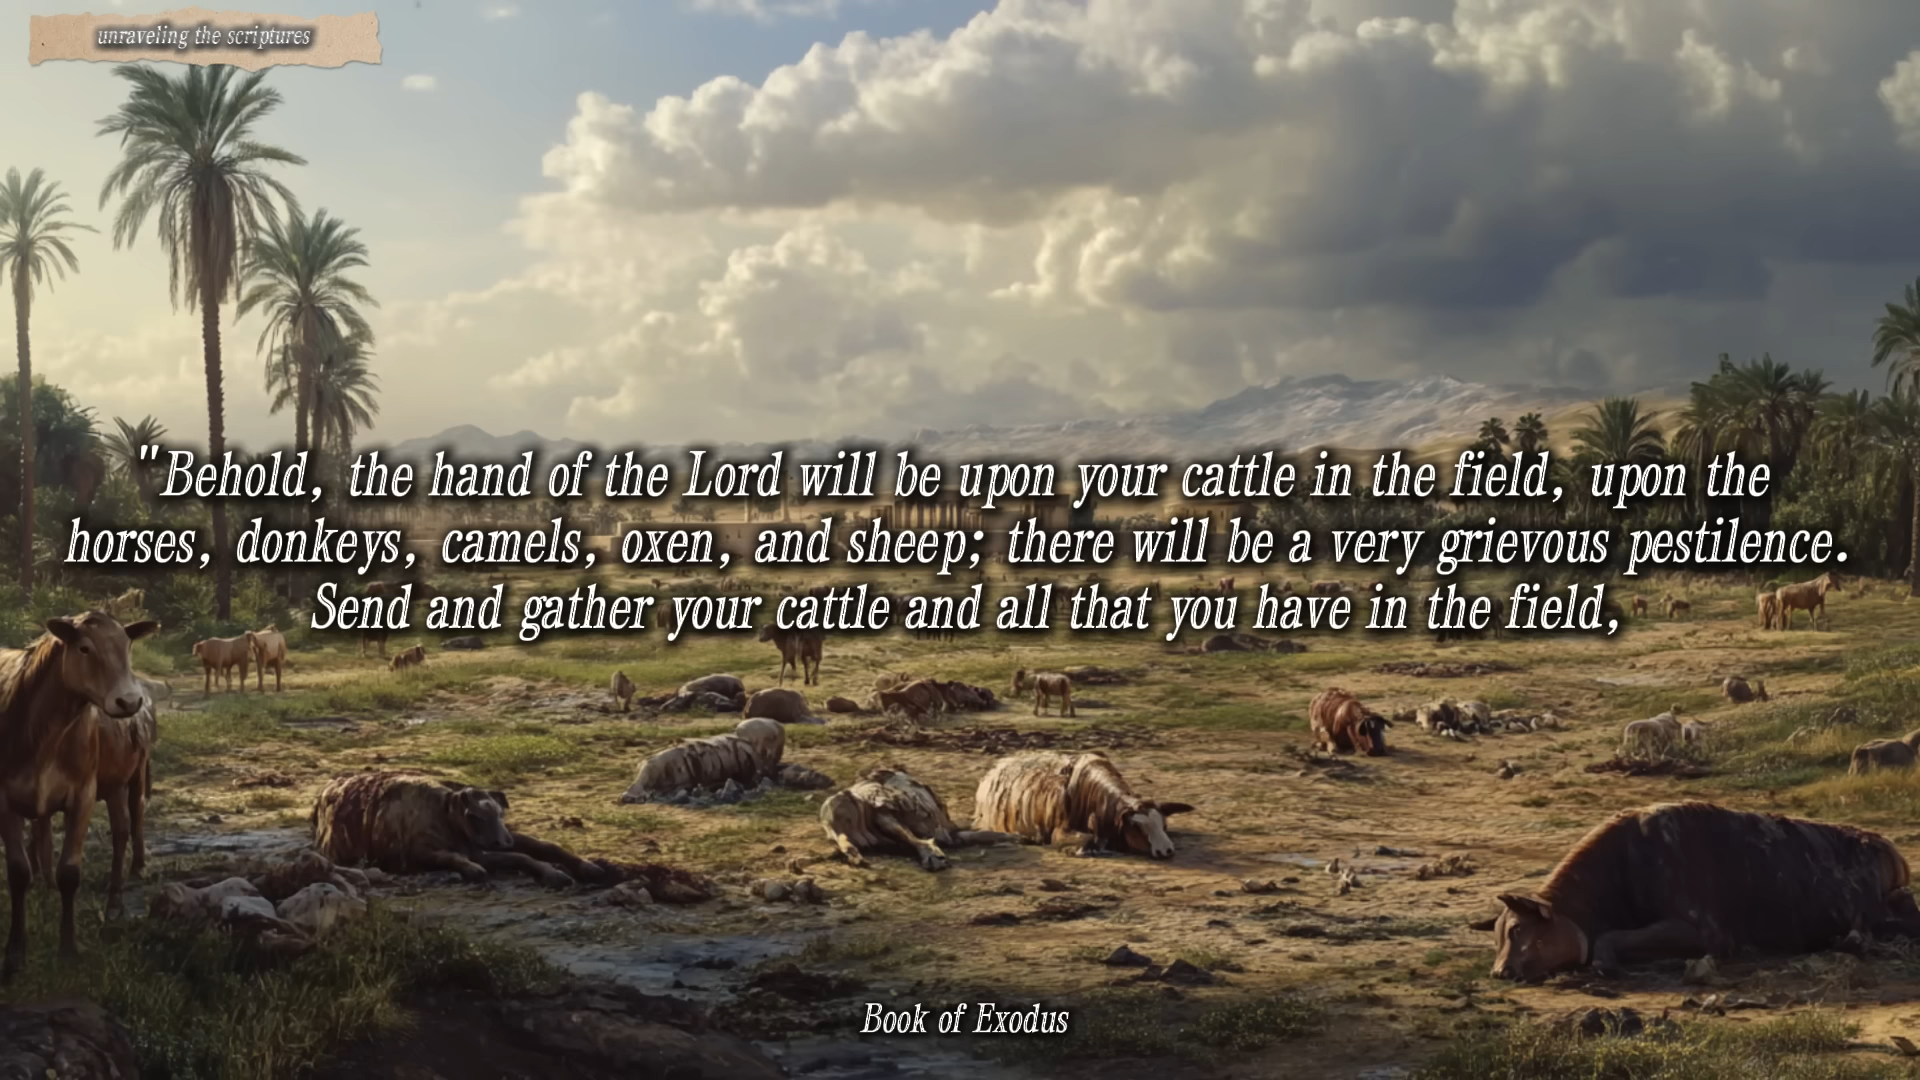 unraveling the scriptures
"Behold, the hand of the Lord will be upon your cattle in the field, upon the
horses, donkeys, camels, oxen, and sheep; there will be a very grievous pestilence.
Send and gather your cattle and all that you have in the field,
Book of Exodus